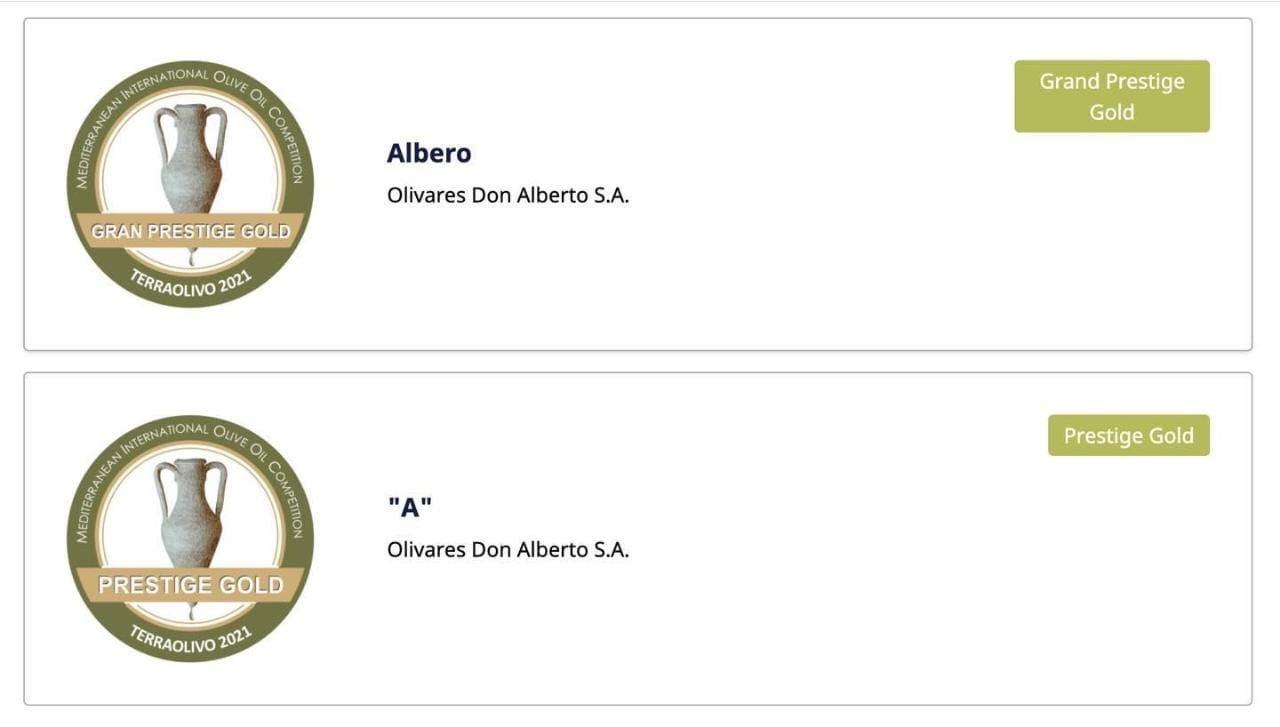 MEDITERRANEAN INTERNATIONAL OLIVE OIL COMPETITION
GRAN PRESTIGE GOLD
TERRAOLIVO 2021
Albero
Olivares Don Alberto S.A.
Grand Prestige
Gold
MEDITERRANEAN INTERNATIONAL OLIVE OIL COMPETITION
PRESTIGE GOLD
TERRAOLIVO 2021
"A"
Olivares Don Alberto S.A.
Prestige Gold